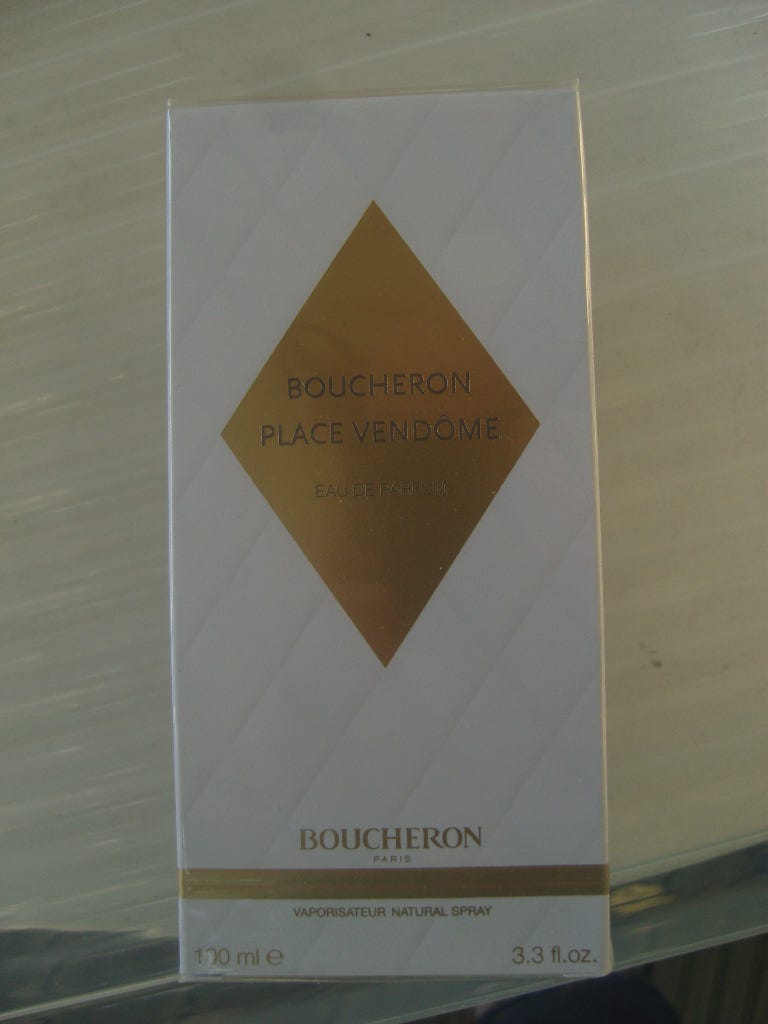 BOUCHERON
PLACE VENDÔME
EAU DE PARFUM
BOUCHERON
PARIS
VAPORISATEUR NATURAL SPRAY
100 ml ℮ 3.3 fl.oz.